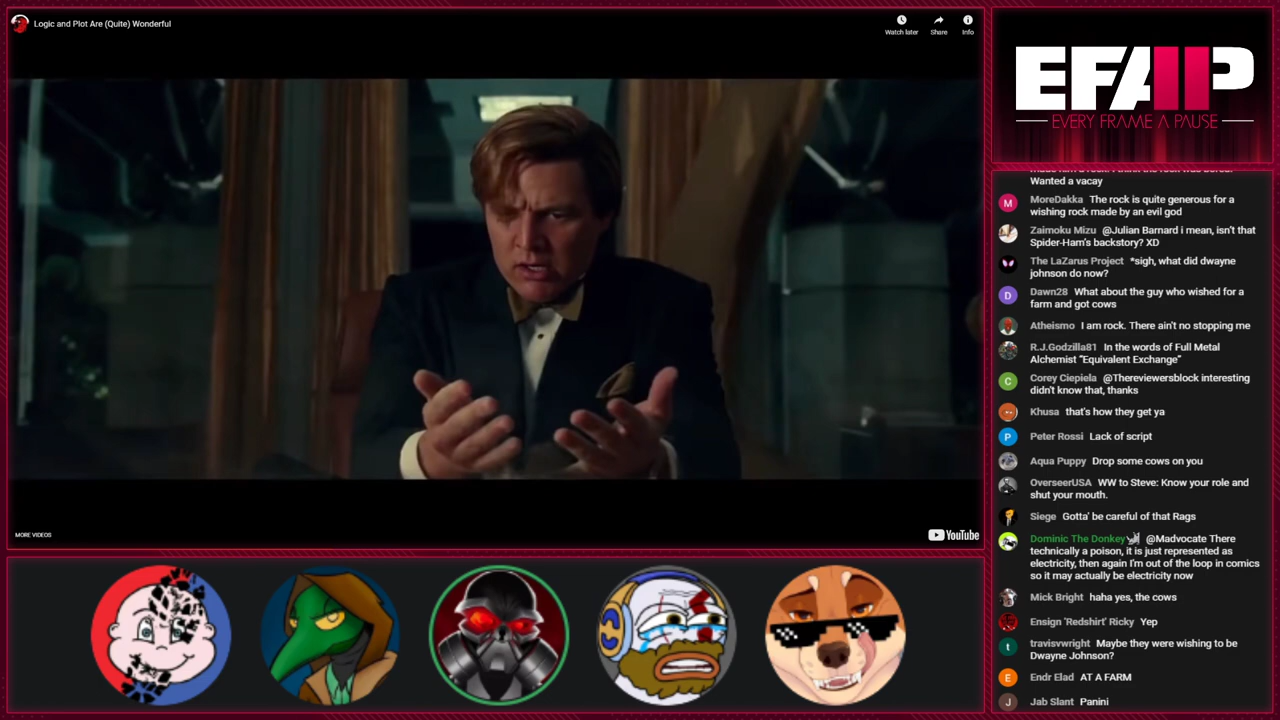 Logic and Plot Are (Quite) Wonderful
Watch later
Share
Info
MORE VIDEOS
YouTube
EFAP
EVERY FRAME A PAUSE
Wanted a vacay
MoreDakka The rock is quite generous for a
wishing rock made by an evil god
Zaimoku Mizu @Julian Barnard i mean, isn't that
Spider-Ham's backstory? XD
The LaZarus Project *sigh, what did dwayne
johnson do now?
Dawn28 What about the guy who wished for a
farm and got cows
Atheismo I am rock. There ain't no stopping me
R.J.Godzilla81 In the words of Full Metal
Alchemist "Equivalent Exchange"
Corey Ciepiela @Thereviewersblock interesting
didn't know that, thanks
Khusa that's how they get ya
Peter Rossi Lack of script
Aqua Puppy Drop some cows on you
OverseerUSA WW to Steve: Know your role and
shut your mouth.
Siege Gotta' be careful of that Rags
Dominic The Donkey @Madvocate There
technically a poison, it is just represented as
electricity, then again I'm out of the loop in comics
so it may actually be electricity now
Mick Bright haha yes, the cows
Ensign 'Redshirt' Ricky Yep
travisvwright Maybe they were wishing to be
Dwayne Johnson?
Endr Elad AT A FARM
Jab Slant Panini